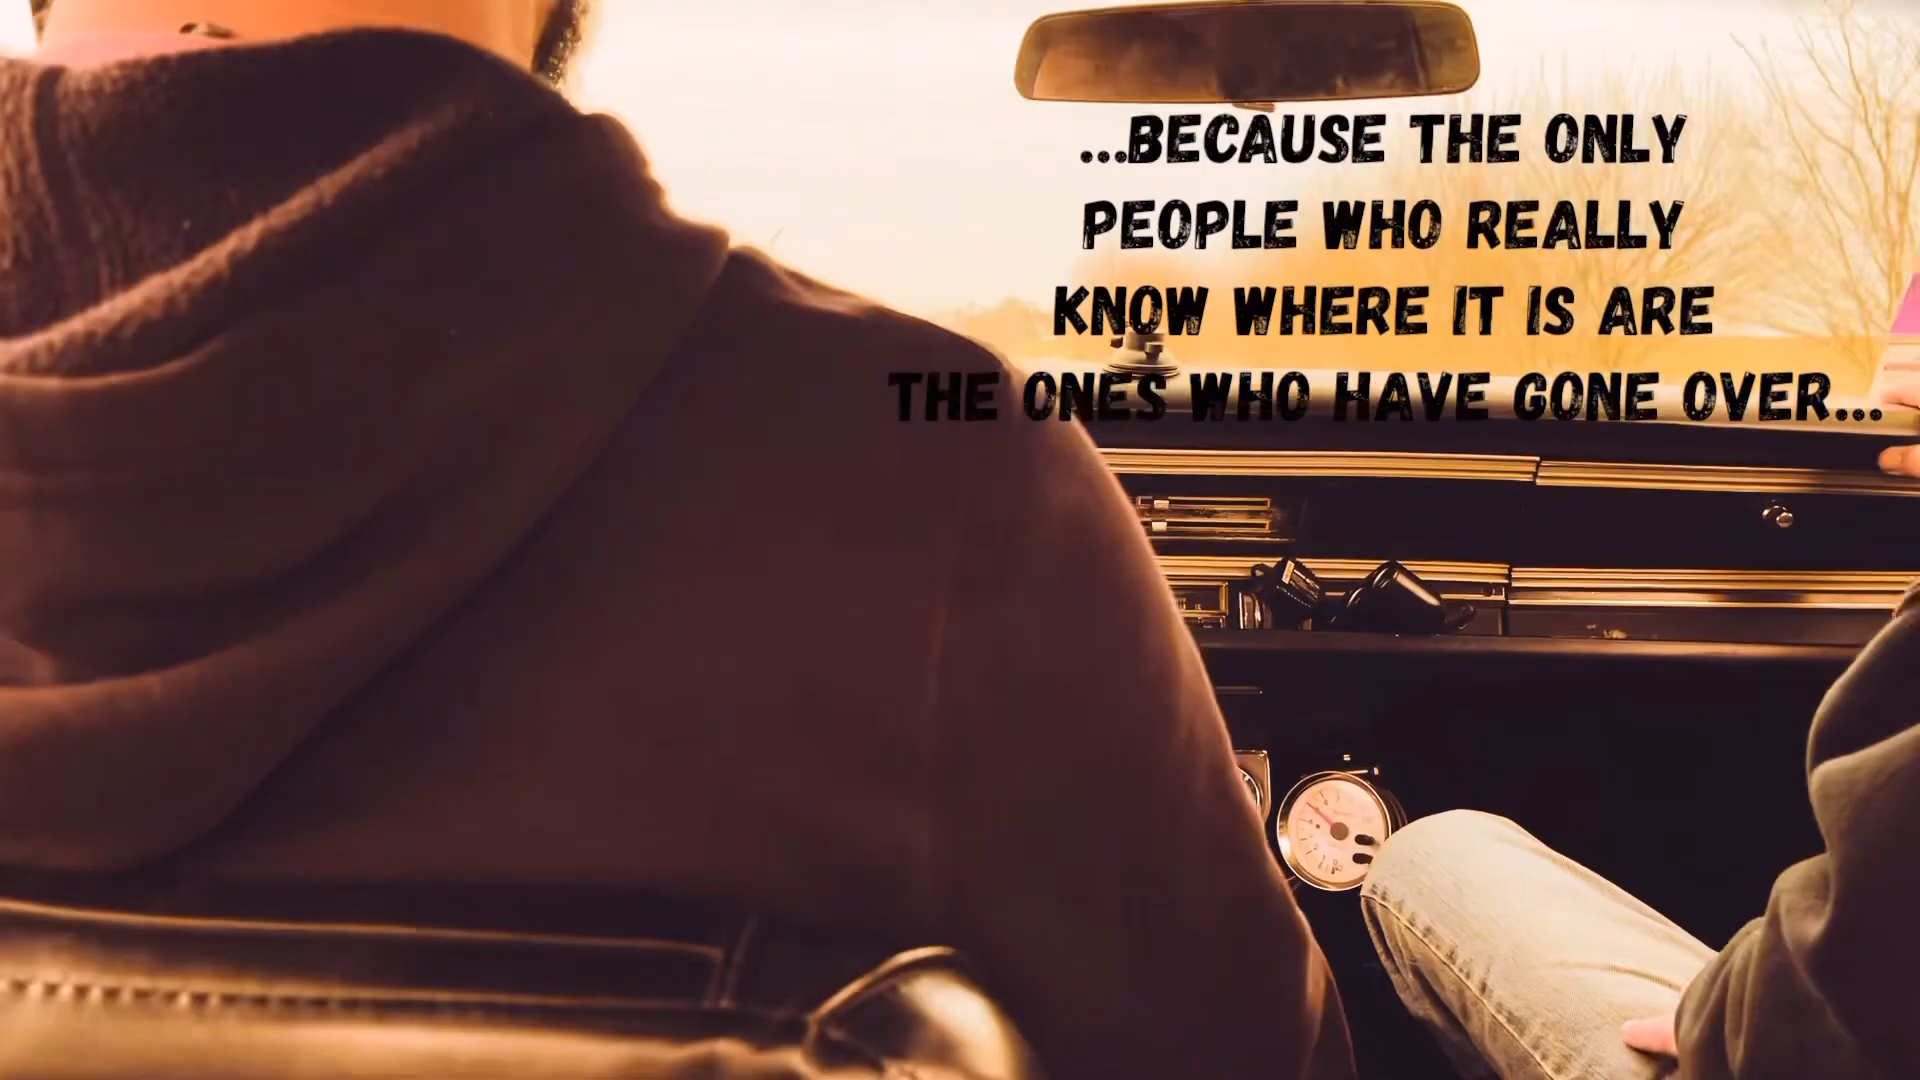 ...BECAUSE THE ONLY
PEOPLE WHO REALLY
KNOW WHERE IT IS ARE
THE ONES WHO HAVE GONE OVER...